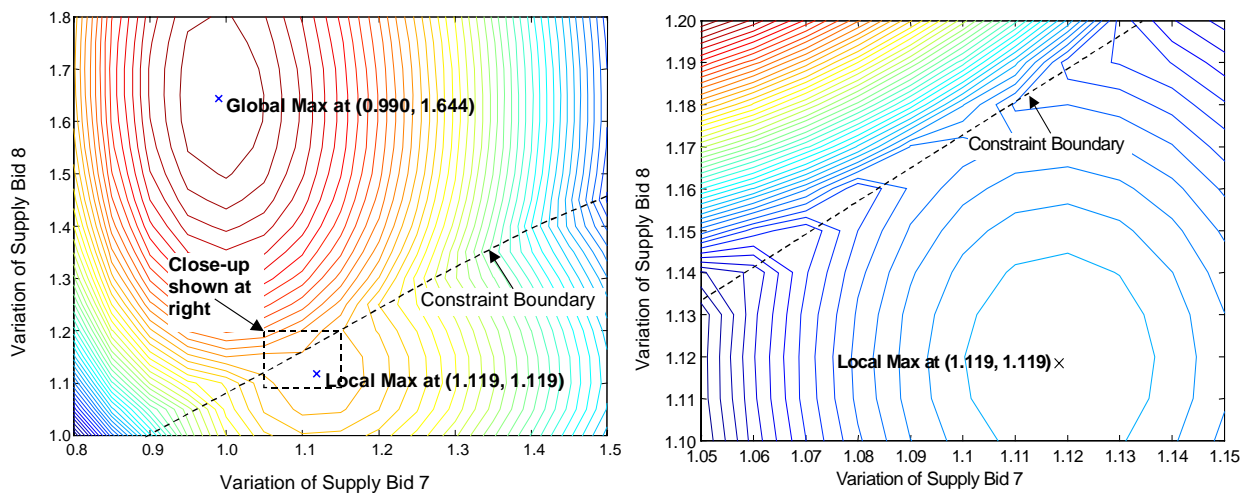 1.8
1.7
1.6
1.5
1.4
1.3
1.2
1.1
1.0
Variation of Supply Bid 8
Global Max at (0.990, 1.644)
Close-up
shown at
right
Constraint Boundary
Local Max at (1.119, 1.119)
0.8 0.9 1.0 1.1 1.2 1.3 1.4 1.5
Variation of Supply Bid 7
1.20
1.19
1.18
1.17
1.16
1.15
1.14
1.13
1.12
1.11
1.10
Variation of Supply Bid 8
Constraint Boundary
Local Max at (1.119, 1.119)
1.05 1.06 1.07 1.08 1.09 1.1 1.11 1.12 1.13 1.14 1.15
Variation of Supply Bid 7